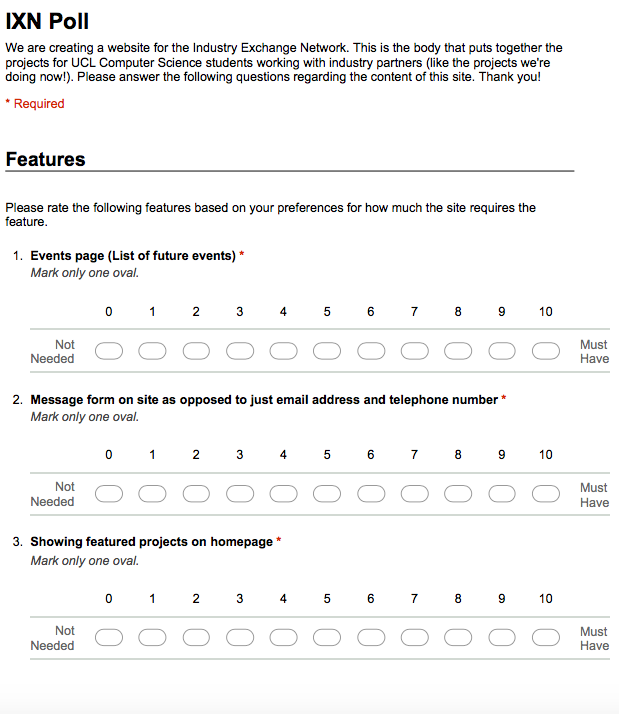 IXN Poll
We are creating a website for the Industry Exchange Network. This is the body that puts together the
projects for UCL Computer Science students working with industry partners (like the projects we're
doing now!). Please answer the following questions regarding the content of this site. Thank you!
* Required
Features
Please rate the following features based on your preferences for how much the site requires the
feature.
1. Events page (List of future events) *
Mark only one oval.
0 1 2 3 4 5 6 7 8 9 10
Not Must
Needed Have
2. Message form on site as opposed to just email address and telephone number *
Mark only one oval.
0 1 2 3 4 5 6 7 8 9 10
Not Must
Needed Have
3. Showing featured projects on homepage *
Mark only one oval.
0 1 2 3 4 5 6 7 8 9 10
Not Must
Needed Have